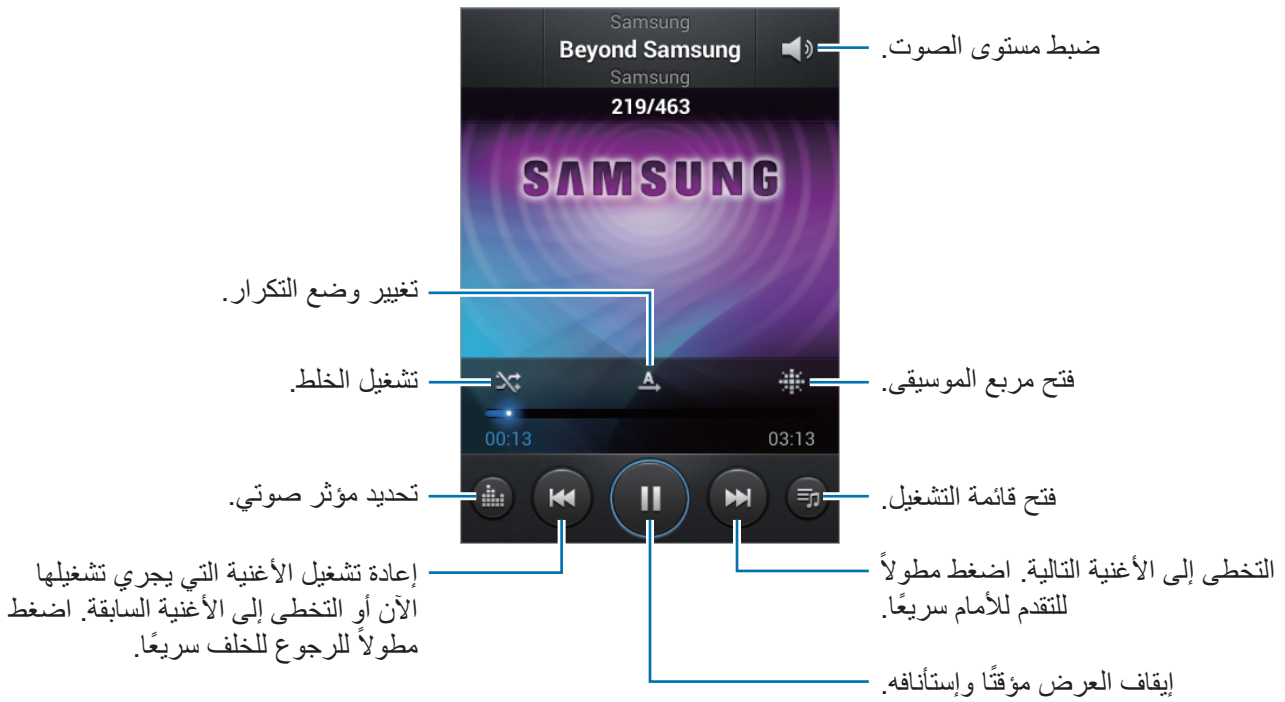 Samsung
Beyond Samsung
Samsung
219/463
SAMSUNG
ضبط مستوى الصوت.
تغيير وضع التكرار.
تشغيل الخلط.
A
فتح مربع الموسيقى.
00:13
03:13
تحديد مؤثر صوتي.
فتح قائمة التشغيل.
إعادة تشغيل الأغنية التي يجري تشغيلها
الآن أو التخطى إلى الأغنية السابقة. اضغط
مطولاً للرجوع للخلف سريعًا.
التخطى إلى الأغنية التالية. اضغط مطولاً
للتقدم للأمام سريعًا.
إيقاف العرض مؤقتًا وإستأنافه.